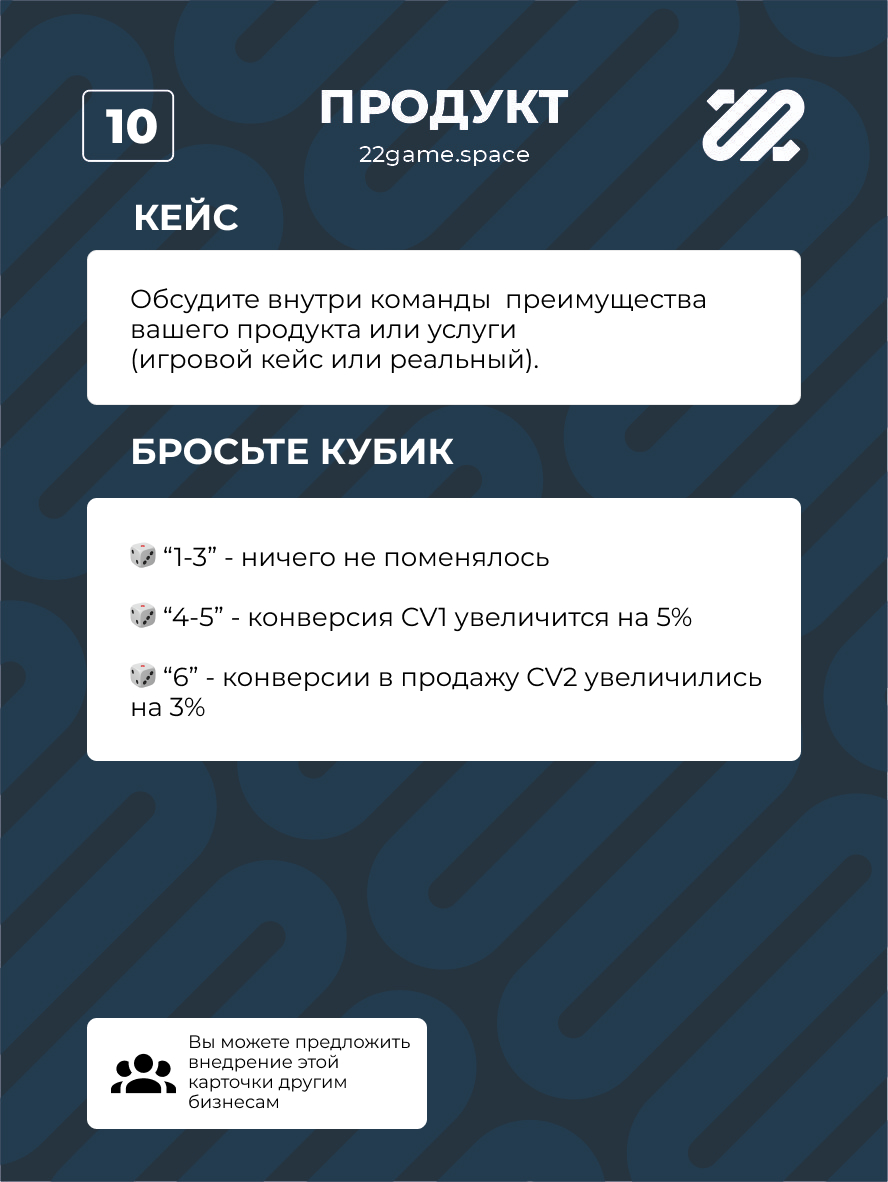 10
ПРОДУКТ
22game.space
КЕЙС
Обсудите внутри команды  преимущества
вашего продукта или услуги
(игровой кейс или реальный).
БРОСЬТЕ КУБИК
“1-3” - ничего не поменялось
“4-5” - конверсия CV1 увеличится на 5%
“6” - конверсии в продажу CV2 увеличились
на 3%
Вы можете предложить
внедрение этой
карточки другим
бизнесам